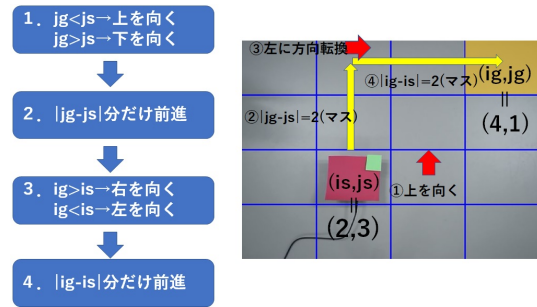 1. jg<js→上を向く
jg>js→下を向く
2. |jg-js|分だけ前進
3. ig>is→右を向く
ig<is→左を向く
4. |ig-is|分だけ前進
③左に方向転換
④|ig-is|=2(マス)
(ig,jg)
=
(4,1)
②|jg-js|=2(マス)
(is,js)
=
(2,3)
①上を向く